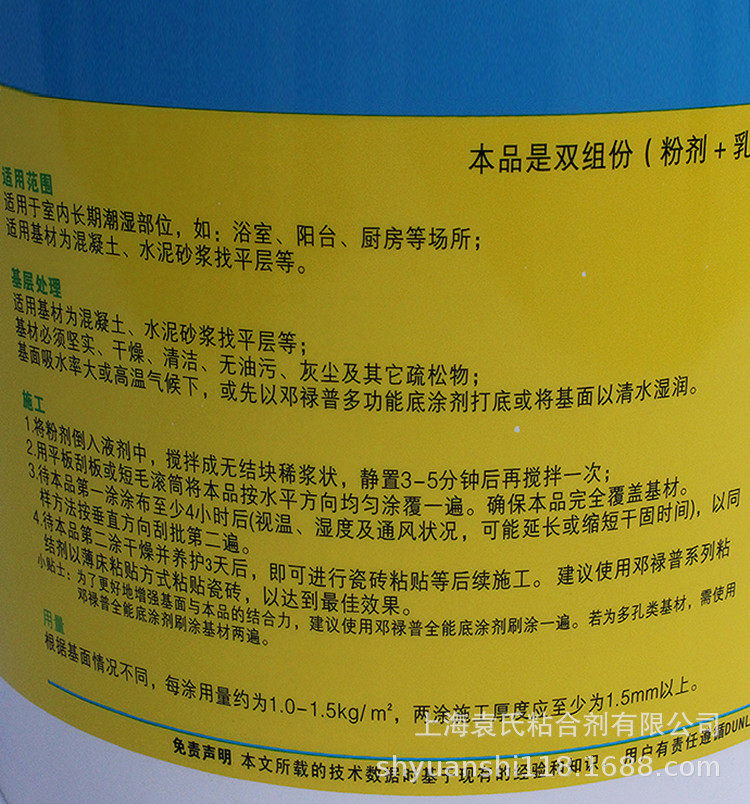 本品是双组份（粉剂+乳
适用范围
适用于室内长期潮湿部位，如：浴室、阳台、厨房等场所；
适用基材为混凝土、水泥砂浆找平层等。
基层处理
适用基材为混凝土、水泥砂浆找平层等；
基材必须坚实、干燥、清洁、无油污、灰尘及其它疏松物；
基面吸水率大或高温气候下，或先以邓禄普多功能底涂剂打底或将基面以清水湿润。
施工
1.将粉剂倒入液剂中，搅拌成无结块稀浆状，静置3-5分钟后再搅拌一次；
2.用平板刮板或短毛滚筒将本品按水平方向均匀涂覆一遍。确保本品完全覆盖基材。
3.待本品第一涂涂布至少4小时后(视温、湿度及通风状况，可能延长或缩短干固时间)，以同
样方法按垂直方向刮批第二遍。
4.待本品第二涂干燥并养护3天后，即可进行瓷砖粘贴等后续施工。建议使用邓禄普系列粘
结剂以薄床粘贴方式粘贴瓷砖，以达到最佳效果。
小贴士：为了更好地增强基面与本品的结合力，建议使用邓禄普全能底涂剂刷涂一遍。若为多孔类基材，需使用
邓禄普全能底涂剂刷涂基材两遍。
用量
根据基面情况不同，每涂用量约为1.0-1.5kg/㎡，两涂施工厚度应至少为1.5mm以上。
上海袁氏粘合剂有限公司
免责声明 本文所载的技术数据时基于现有的经验和知识 用户有责任遵循DUNL
shyuanshi118.1688.com